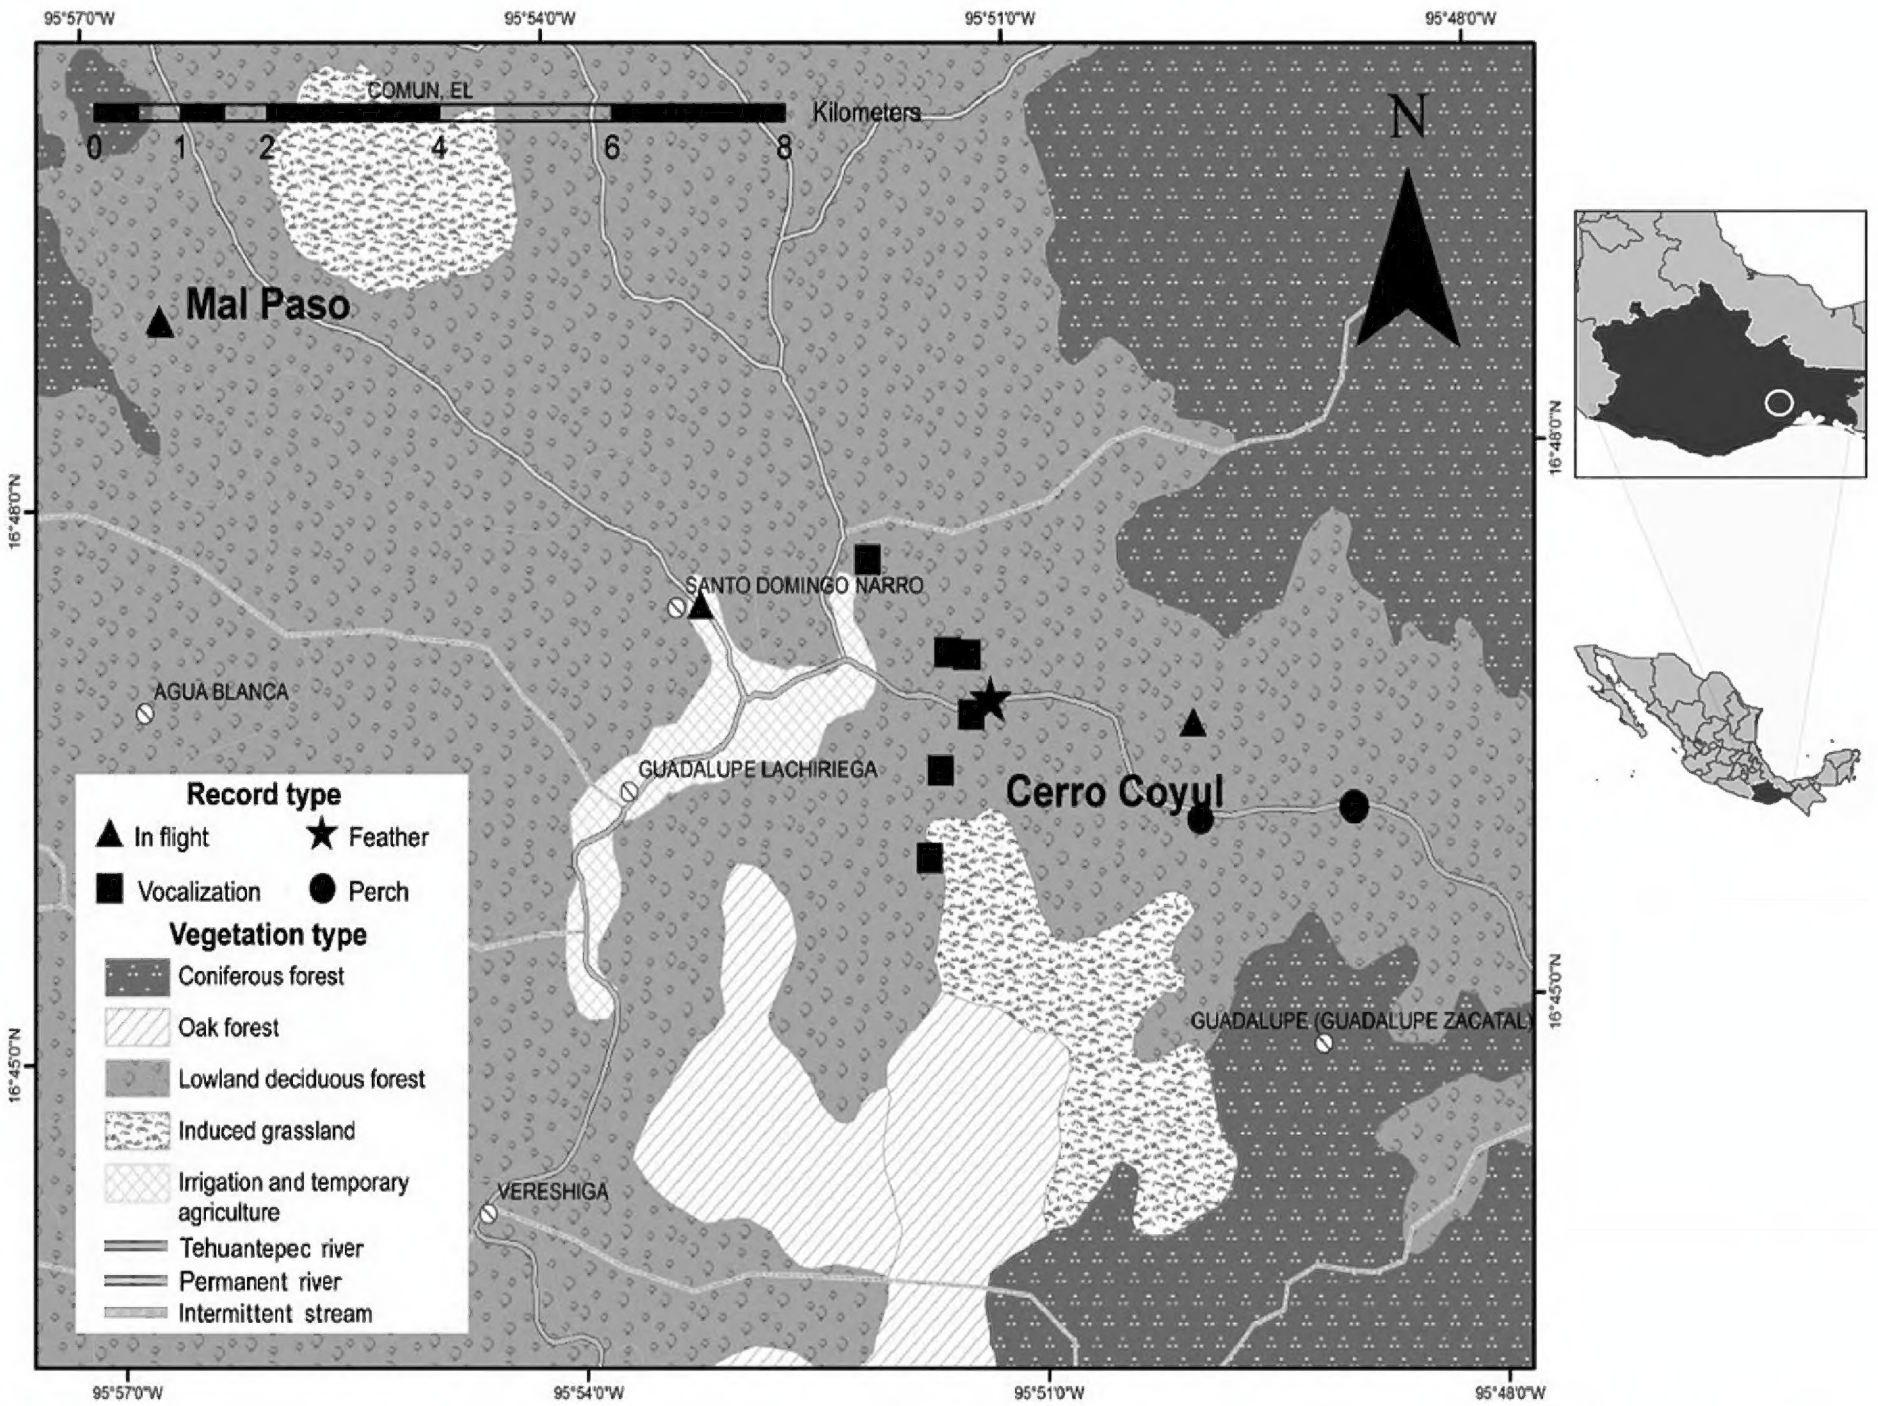 95°57'0"W 95°54'0"W 95°51'0"W 95°48'0"W
COMUN, EL
Kilometers
0 1 2 4 6 8
N
Mal Paso
16°48'0"N
16°48'0"N
SANTO DOMINGO NARRO
AGUA BLANCA
GUADALUPE LACHIRIEGA
Cerro Coyul
Record type
In flight Feather
Vocalization Perch
Vegetation type
Coniferous forest
Oak forest
Lowland deciduous forest
Induced grassland
Irrigation and temporary
agriculture
Tehuantepec river
Permanent river
Intermittent stream
16°45'0"N
16°45'0"N
GUADALUPE (GUADALUPE ZACATAL)
VERESHIGA
95°57'0"W 95°54'0"W 95°51'0"W 95°48'0"W